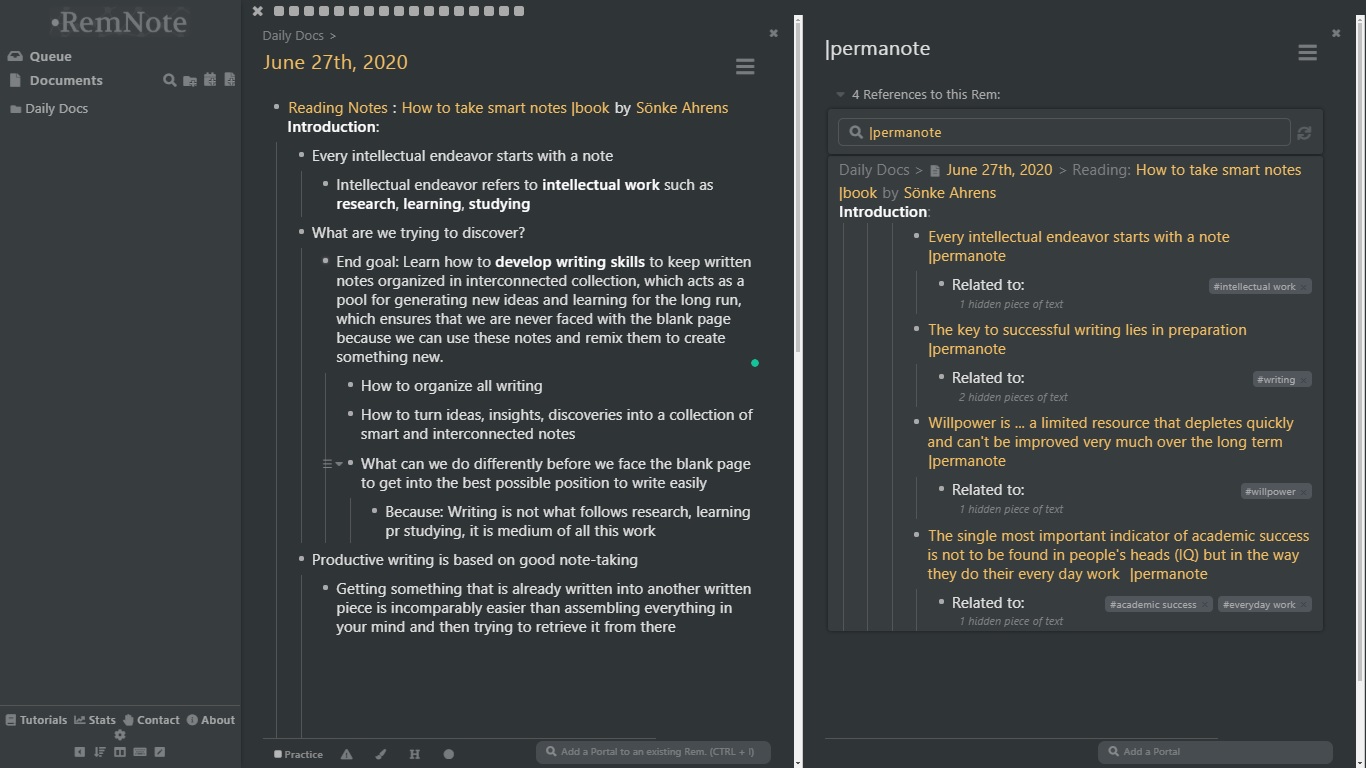 •RemNote
Queue
Documents
Daily Docs
Tutorials Stats Contact About
Daily Docs >
June 27th, 2020
Reading Notes : How to take smart notes |book by Sönke Ahrens
Introduction:
Every intellectual endeavor starts with a note
Intellectual endeavor refers to intellectual work such as
research, learning, studying
What are we trying to discover?
End goal: Learn how to develop writing skills to keep written
notes organized in interconnected collection, which acts as a
pool for generating new ideas and learning for the long run,
which ensures that we are never faced with the blank page
because we can use these notes and remix them to create
something new.
How to organize all writing
How to turn ideas, insights, discoveries into a collection of
smart and interconnected notes
What can we do differently before we face the blank page
to get into the best possible position to write easily
Because: Writing is not what follows research, learning
pr studying, it is medium of all this work
Productive writing is based on good note-taking
Getting something that is already written into another written
piece is incomparably easier than assembling everything in
your mind and then trying to retrieve it from there
Practice H Add a Portal to an existing Rem. (CTRL + I)
|permanote
4 References to this Rem:
|permanote
Daily Docs > June 27th, 2020 > Reading: How to take smart notes
|book by Sönke Ahrens
Introduction:
Every intellectual endeavor starts with a note
|permanote
Related to: #intellectual work ×
1 hidden piece of text
The key to successful writing lies in preparation
|permanote
Related to: #writing ×
2 hidden pieces of text
Willpower is ... a limited resource that depletes quickly
and can't be improved very much over the long term
|permanote
Related to: #willpower ×
1 hidden piece of text
The single most important indicator of academic success
is not to be found in people's heads (IQ) but in the way
they do their every day work |permanote
Related to: #academic success × #everyday work ×
1 hidden piece of text
Add a Portal